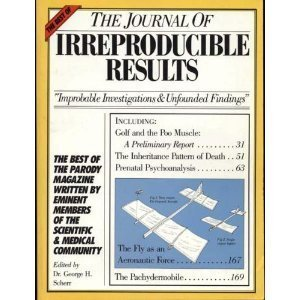 THE BEST OF
THE JOURNAL OF
IRREPRODUCIBLE
RESULTS
"Improbable Investigations & Unfounded Findings"
THE BEST OF
THE PARODY
MAGAZINE
WRITTEN BY
EMINENT
MEMBERS
OF THE
SCIENTIFIC
& MEDICAL
COMMUNITY
Edited by
Dr. George H.
Scherr
INCLUDING:
Golf and the Poo Muscle:
A Preliminary Report..........31
The Inheritance Pattern of Death..51
Prenatal Psychoanalysis........63
The Fly as an
Aeronautic Force........167
The Pachydermobile.........169